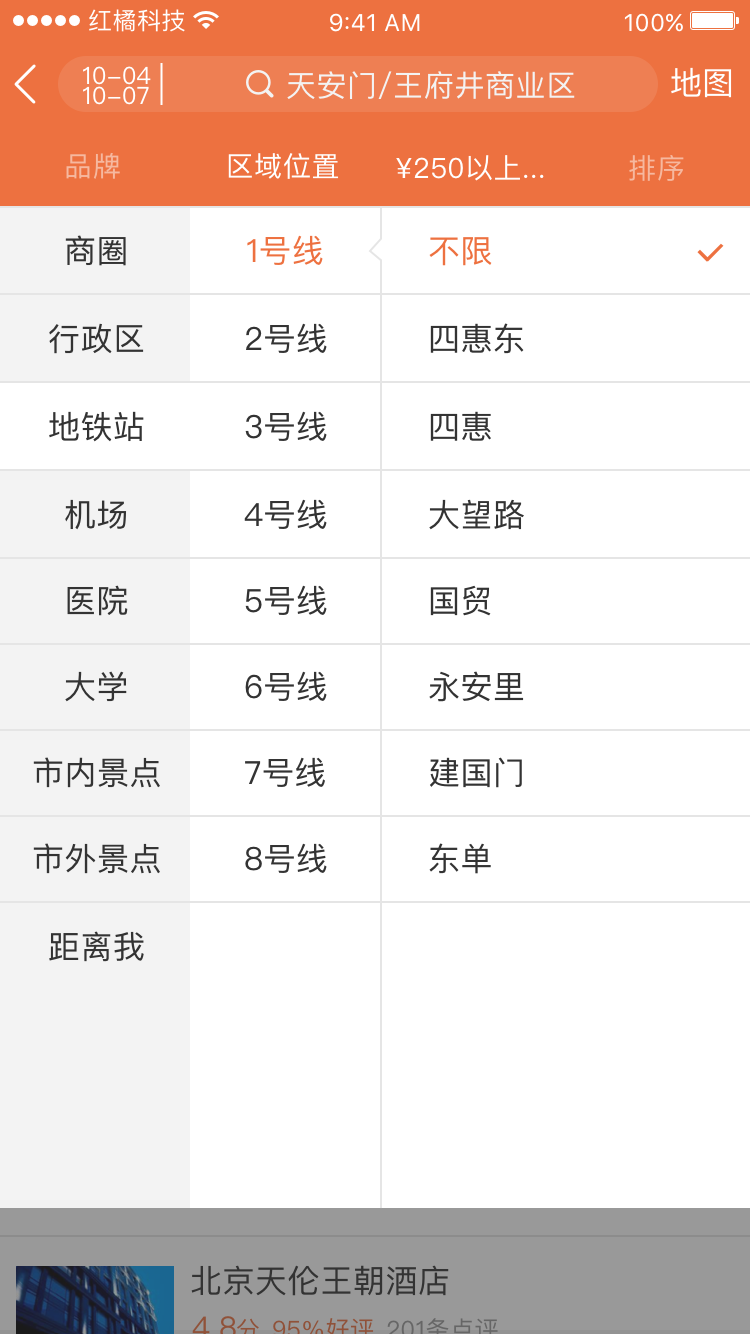 红橘科技 9:41 AM 100%
10-04
10-07
天安门/王府井商业区 地图
品牌 区域位置 ¥250以上... 排序
商圈 1号线 不限
行政区 2号线 四惠东
地铁站 3号线 四惠
机场 4号线 大望路
医院 5号线 国贸
大学 6号线 永安里
市内景点 7号线 建国门
市外景点 8号线 东单
距离我
北京天伦王朝酒店
4.8分 95%好评 201条点评